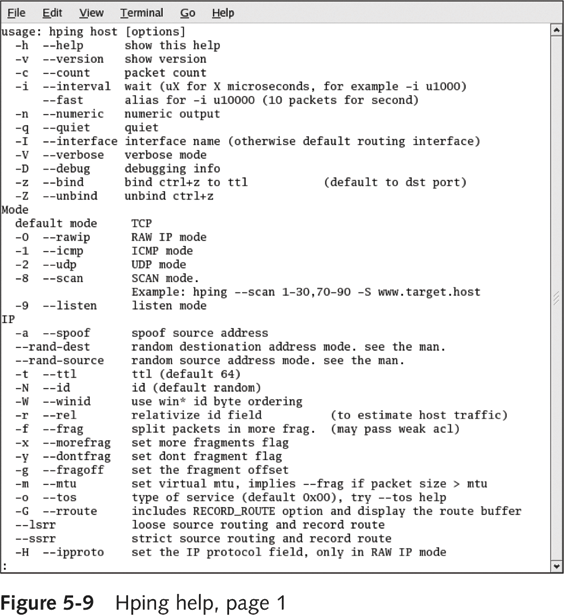 File Edit View Terminal Go Help
usage: hping host [options]
  -h  --help      show this help
  -v  --version   show version
  -c  --count     packet count
  -i  --interval  wait (uX for X microseconds, for example -i u1000)
      --fast      alias for -i u10000 (10 packets for second)
  -n  --numeric   numeric output
  -q  --quiet     quiet
  -I  --interface interface name (otherwise default routing interface)
  -V  --verbose   verbose mode
  -D  --debug     debugging info
  -z  --bind      bind ctrl+z to ttl           (default to dst port)
  -Z  --unbind    unbind ctrl+z
Mode
  default mode     TCP
  -0  --rawip      RAW IP mode
  -1  --icmp       ICMP mode
  -2  --udp        UDP mode
  -8  --scan       SCAN mode.
                   Example: hping --scan 1-30,70-90 -S www.target.host
  -9  --listen     listen mode
IP
  -a  --spoof      spoof source address
  --rand-dest      random destionation address mode. see the man.
  --rand-source    random source address mode. see the man.
  -t  --ttl        ttl (default 64)
  -N  --id         id (default random)
  -W  --winid      use win* id byte ordering
  -r  --rel        relativize id field          (to estimate host traffic)
  -f  --frag       split packets in more frag.  (may pass weak acl)
  -x  --morefrag   set more fragments flag
  -y  --dontfrag   set dont fragment flag
  -g  --fragoff    set the fragment offset
  -m  --mtu        set virtual mtu, implies --frag if packet size > mtu
  -o  --tos        type of service (default 0x00), try --tos help
  -G  --rroute     includes RECORD_ROUTE option and display the route buffer
  --lsrr           loose source routing and record route
  --ssrr           strict source routing and record route
  -H  --ipproto    set the IP protocol field, only in RAW IP mode
:
Figure 5-9 Hping help, page 1